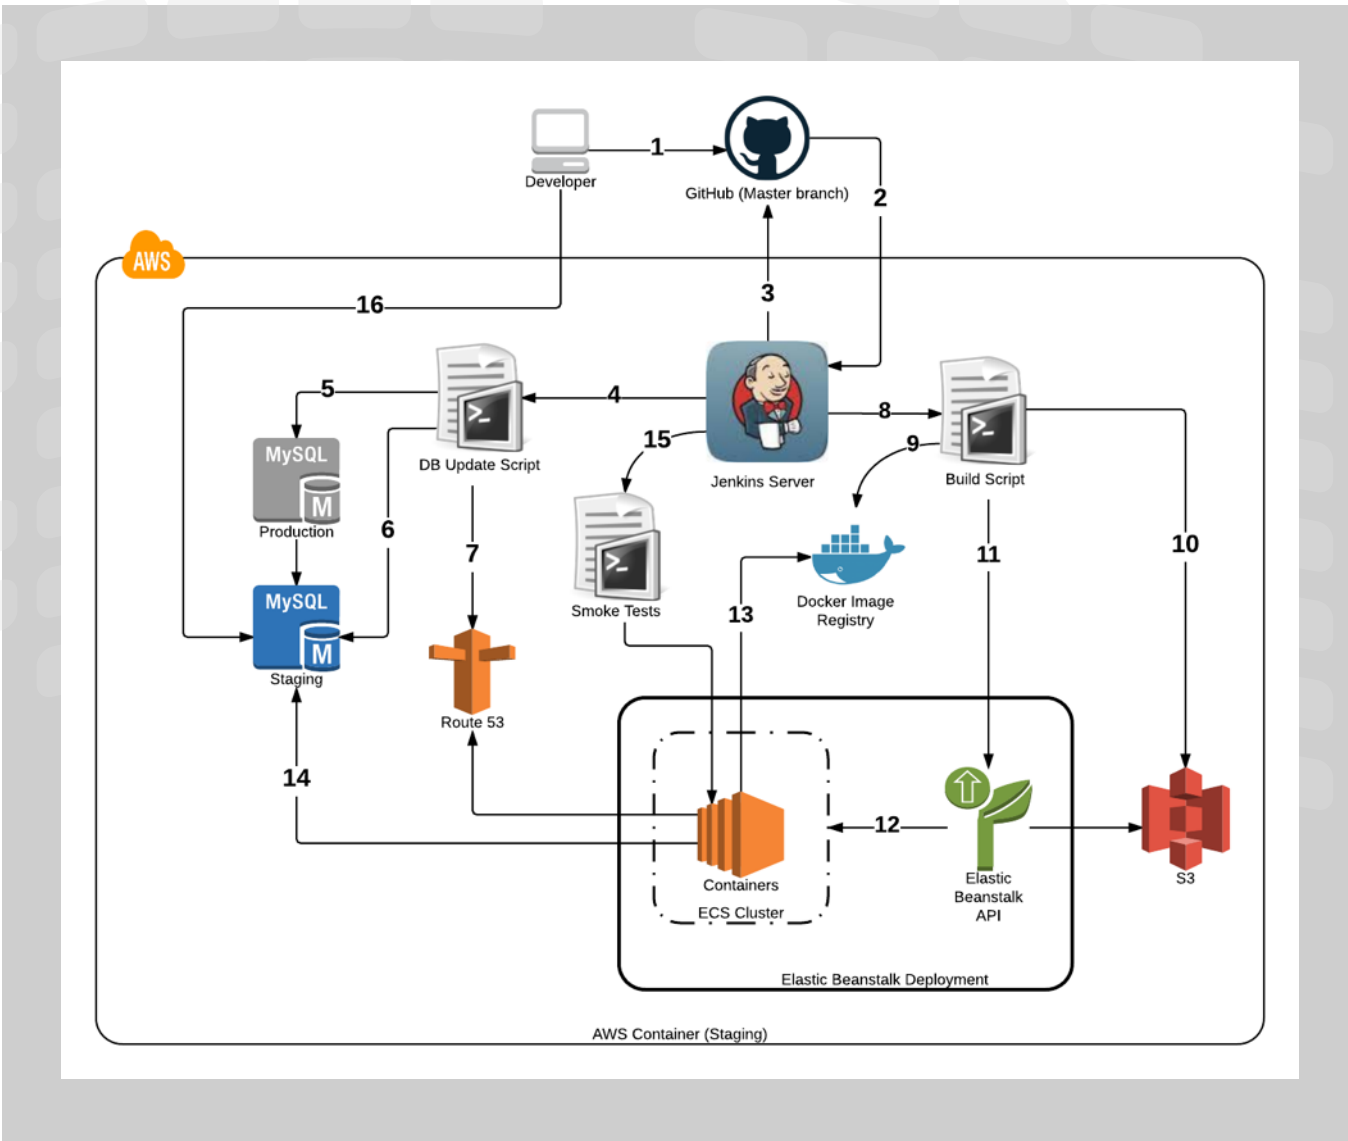 1
Developer
GitHub (Master branch)
2
AWS
3
16
5
4
8
15
9
MySQL
M
Production
DB Update Script
>_
Jenkins Server
>_
Build Script
6
7
>_
Smoke Tests
11
10
13
Docker Image
Registry
MySQL
M
Staging
Route 53
14
12
Containers
ECS Cluster
Elastic
Beanstalk
API
S3
Elastic Beanstalk Deployment
AWS Container (Staging)